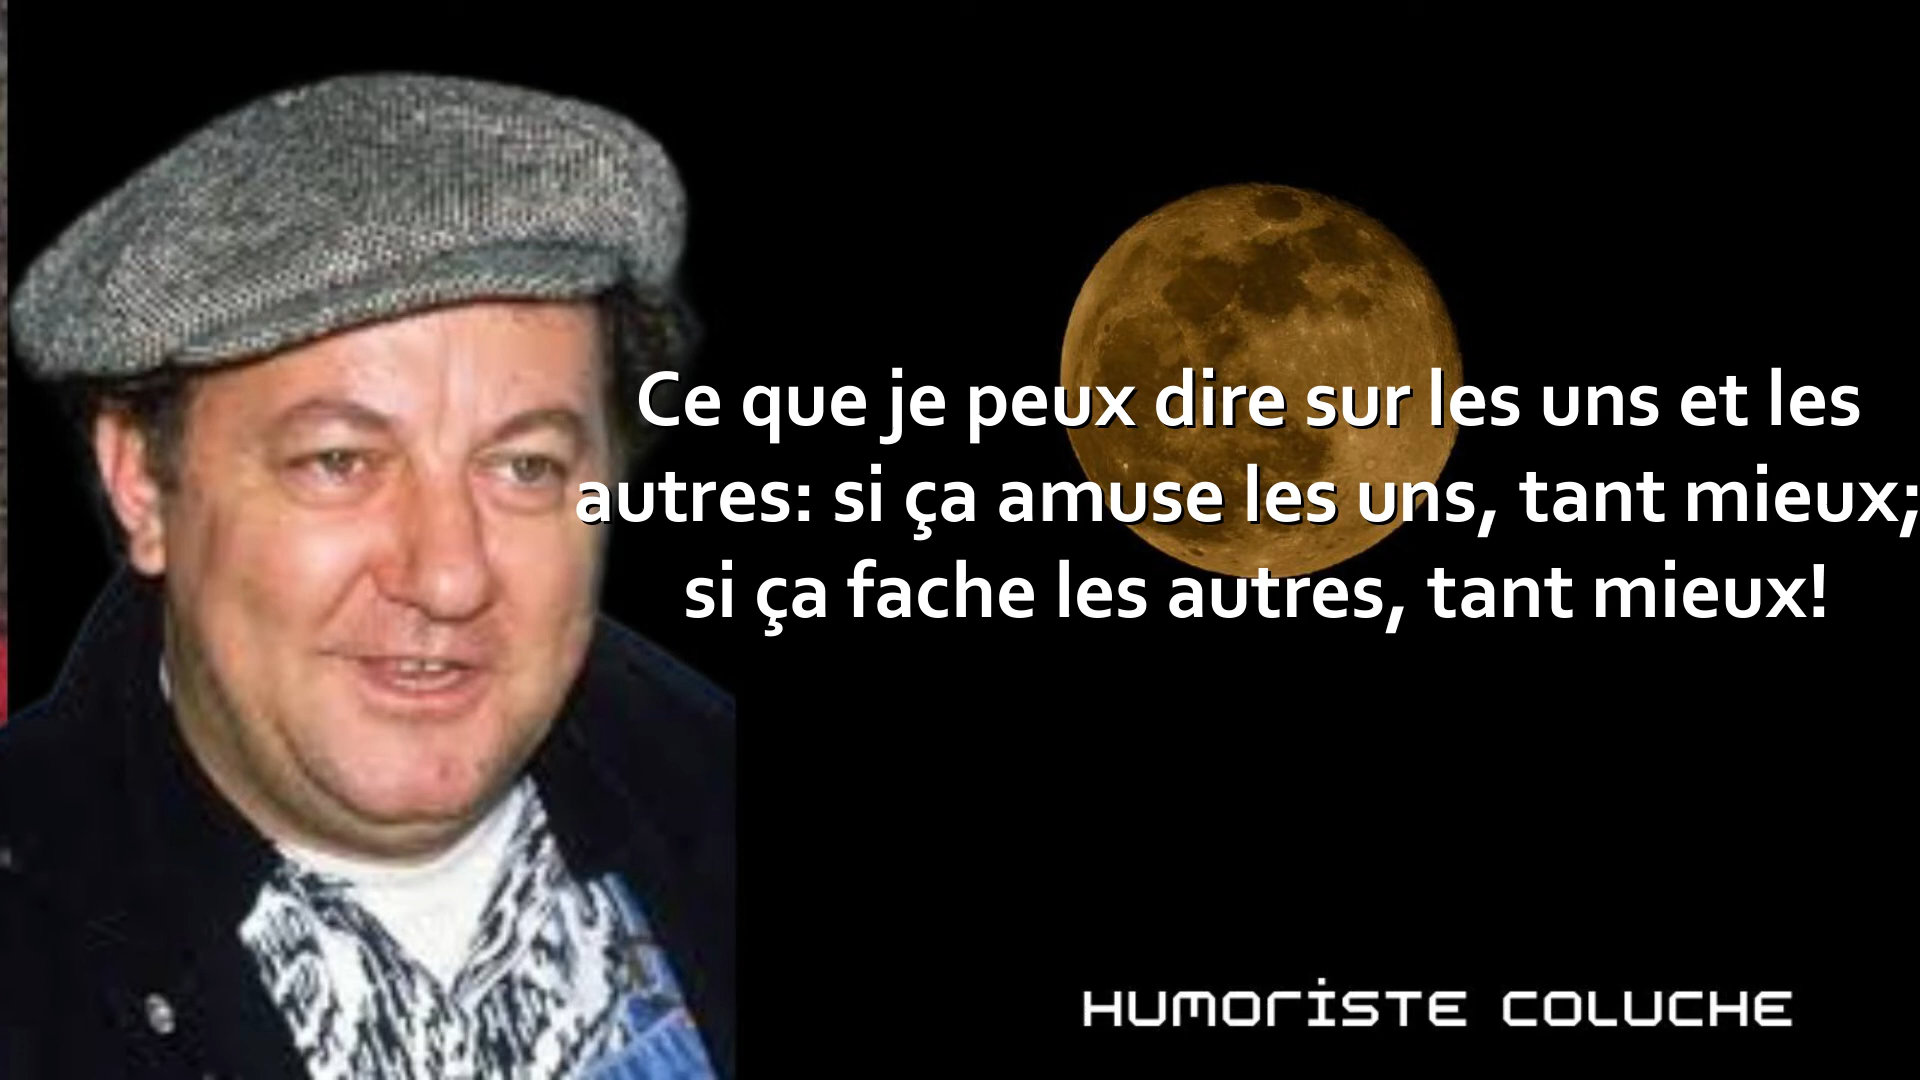 Ce que je peux dire sur les uns et les
autres: si ça amuse les uns, tant mieux;
si ça fache les autres, tant mieux!
HUMORISTE COLUCHE